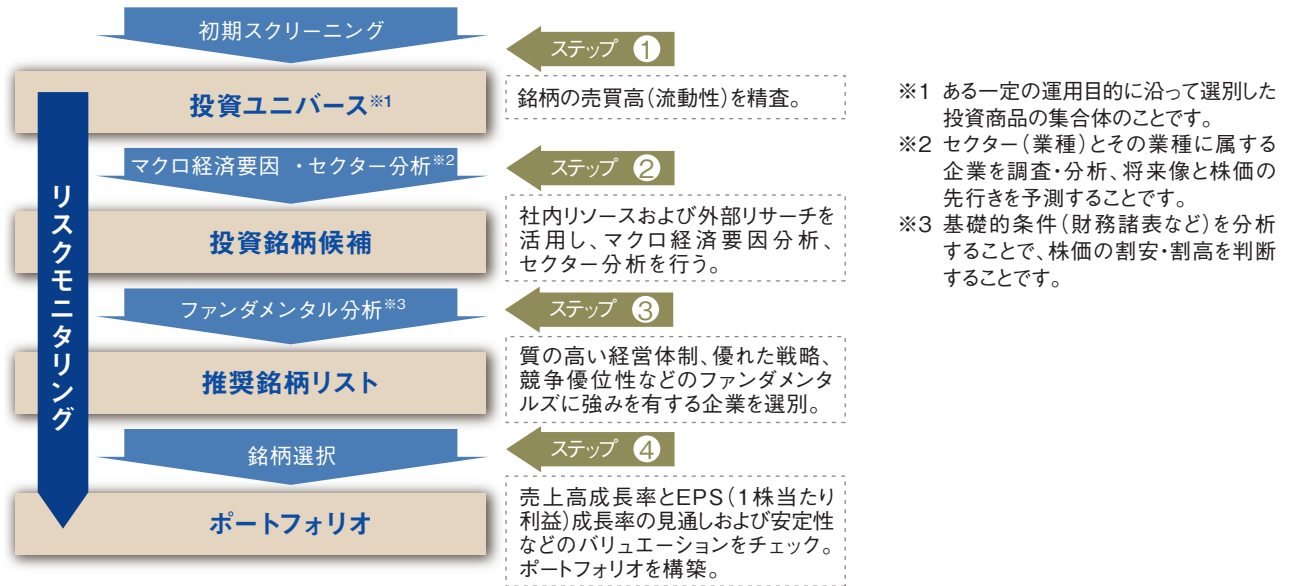 初期スクリーニング
ステップ ❶
投資ユニバース※1
銘柄の売買高(流動性)を精査。
マクロ経済要因 ・セクター分析※2
ステップ ❷
投資銘柄候補
社内リソースおよび外部リサーチを
活用し、マクロ経済要因分析、
セクター分析を行う。
ファンダメンタル分析※3
ステップ ❸
推奨銘柄リスト
質の高い経営体制、優れた戦略、
競争優位性などのファンダメンタ
ルズに強みを有する企業を選別。
銘柄選択
ステップ ❹
ポートフォリオ
売上高成長率とEPS(1株当たり
利益)成長率の見通しおよび安定性
などのバリュエーションをチェック。
ポートフォリオを構築。
リスクモニタリング
※1 ある一定の運用目的に沿って選別した
投資商品の集合体のことです。
※2 セクター(業種)とその業種に属する
企業を調査・分析、将来像と株価の
先行きを予測することです。
※3 基礎的条件(財務諸表など)を分析
することで、株価の割安・割高を判断
することです。